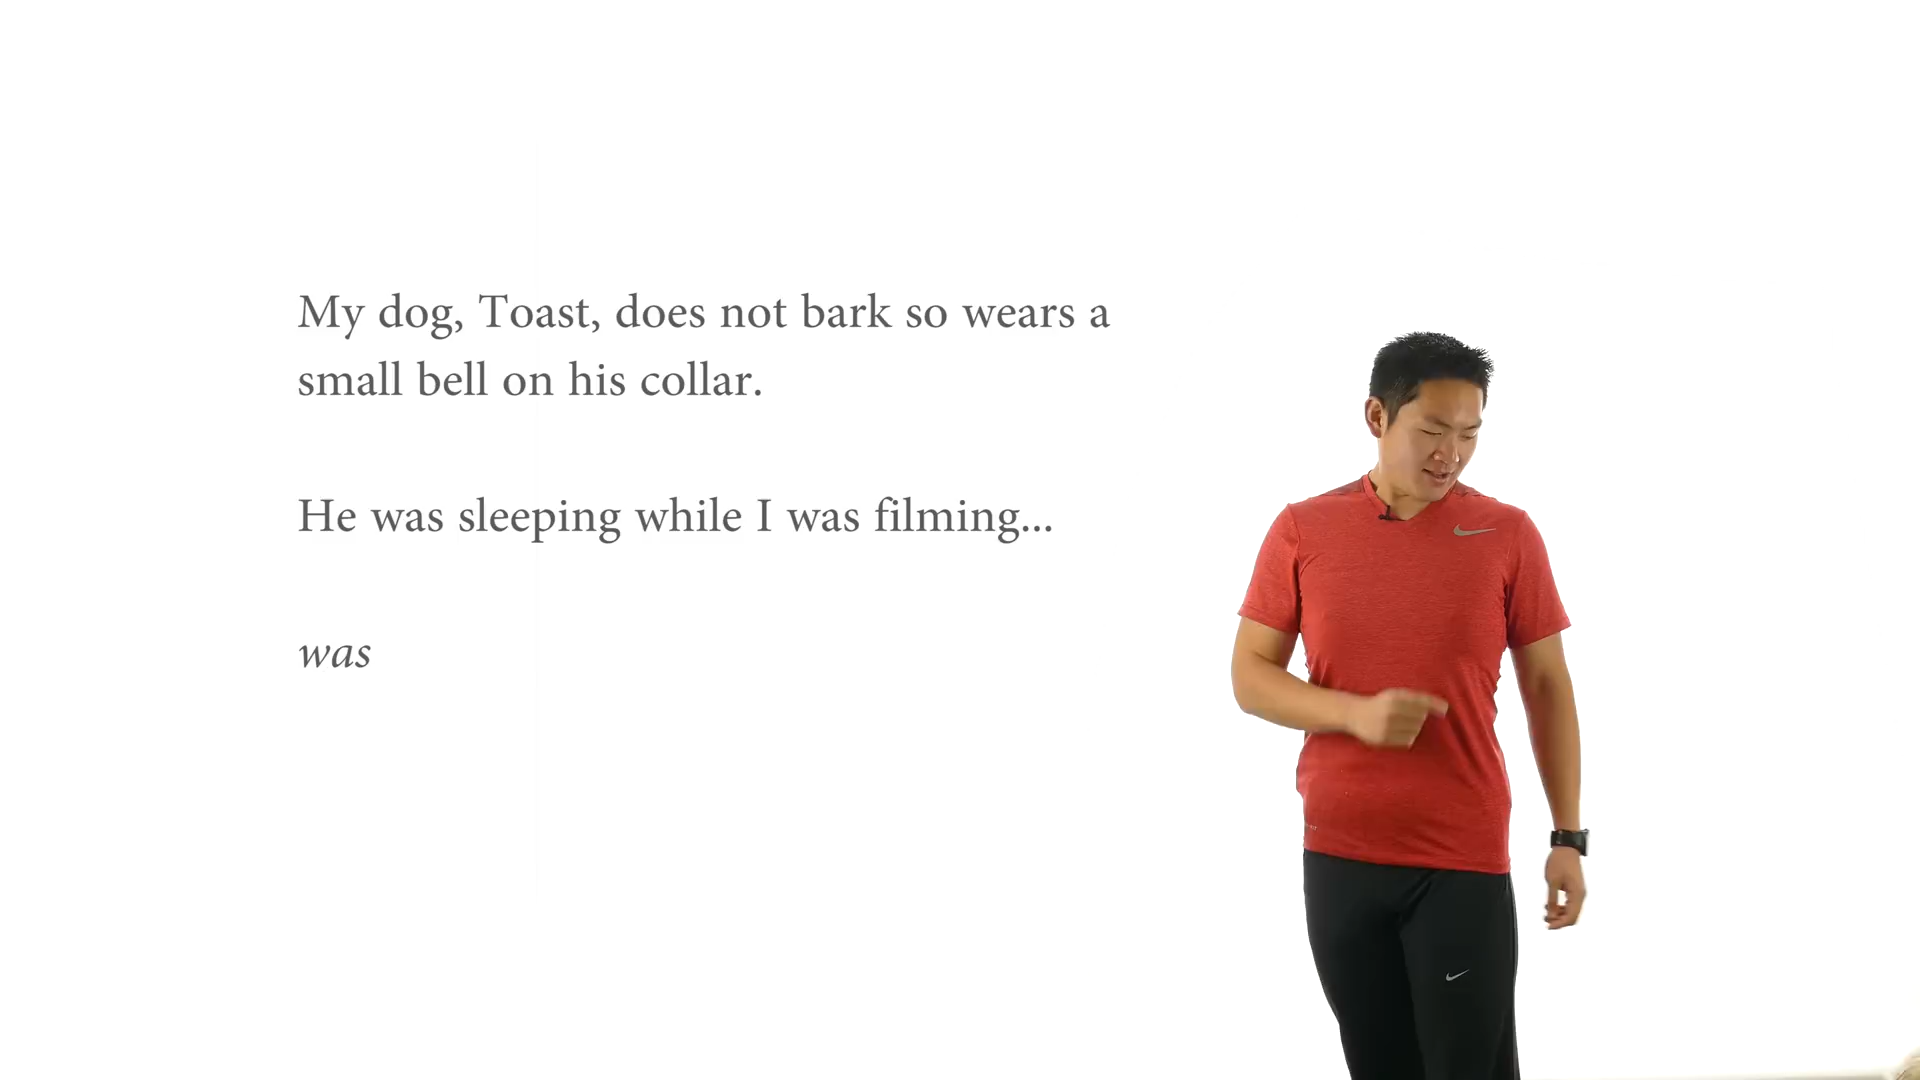 My dog, Toast, does not bark so wears a
small bell on his collar.
He was sleeping while I was filming...
was